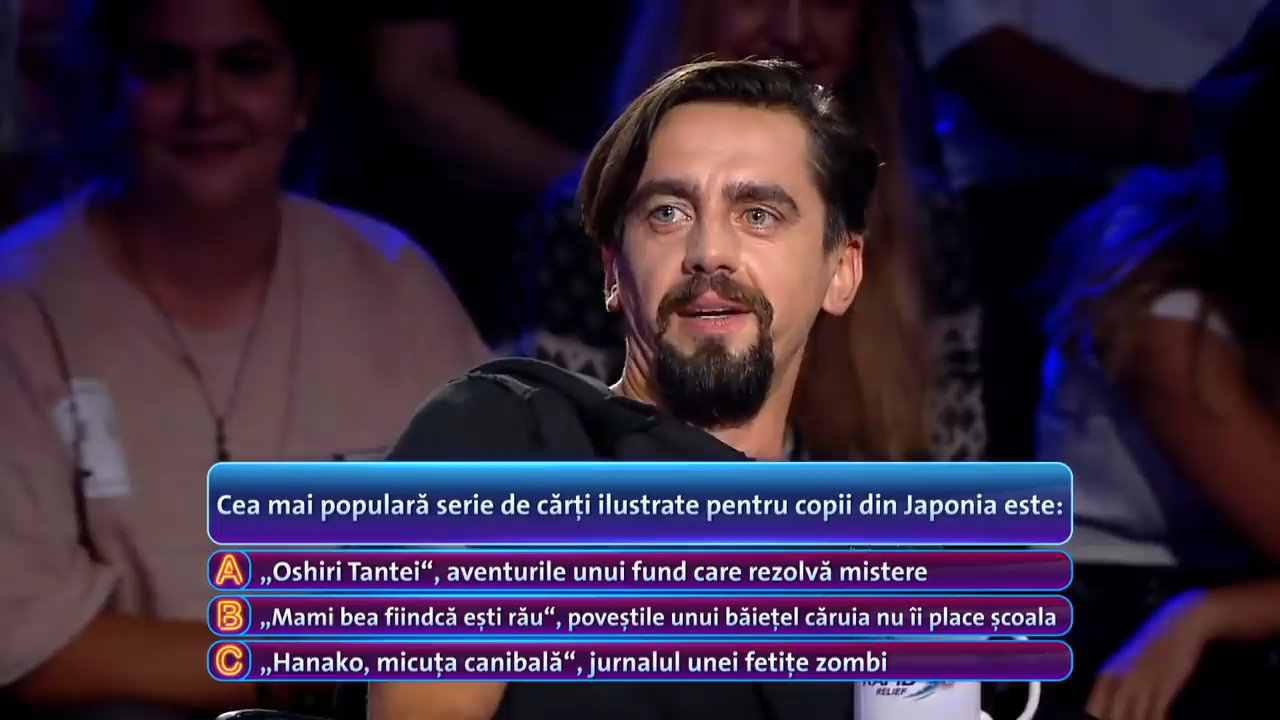 Cea mai populară serie de cărți ilustrate pentru copii din Japonia este:
A „Oshiri Tantei“, aventurile unui fund care rezolvă mistere
B „Mami bea fiindcă ești rău“, poveștile unui băiețel căruia nu îi place școala
C „Hanako, micuța canibală“, jurnalul unei fetițe zombi
RELIEF